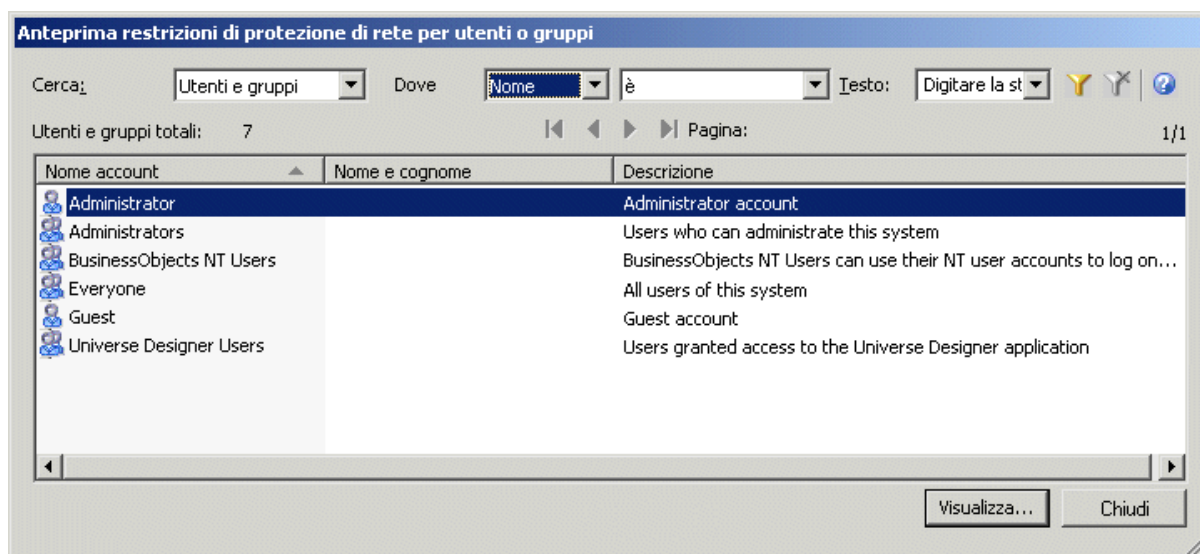 Anteprima restrizioni di protezione di rete per utenti o gruppi
Cerca: Utenti e gruppi Dove Nome è Testo: Digitare la st
Utenti e gruppi totali: 7 Pagina: 1/1
Nome account Nome e cognome Descrizione
Administrator Administrator account
Administrators Users who can administrate this system
BusinessObjects NT Users BusinessObjects NT Users can use their NT user accounts to log on...
Everyone All users of this system
Guest Guest account
Universe Designer Users Users granted access to the Universe Designer application
Visualizza... Chiudi